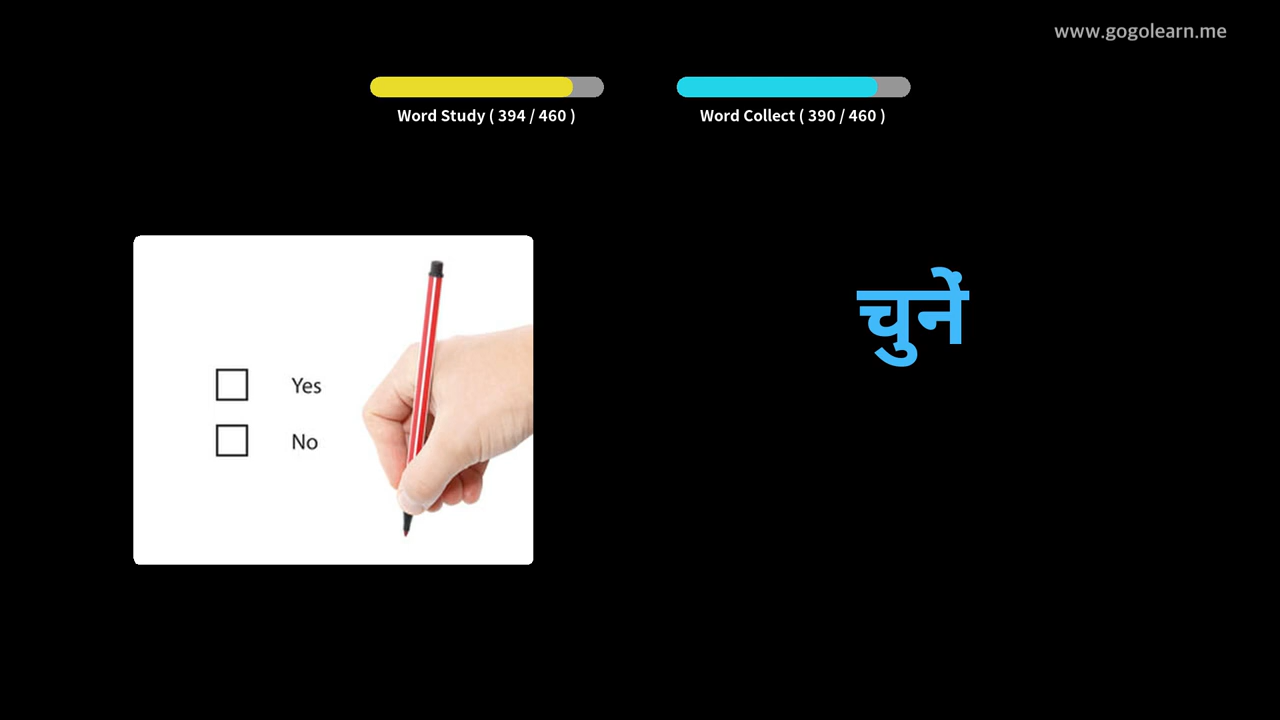 www.gogolearn.me
Word Study ( 394 / 460 )
Word Collect ( 390 / 460 )
चुनें
Yes
No